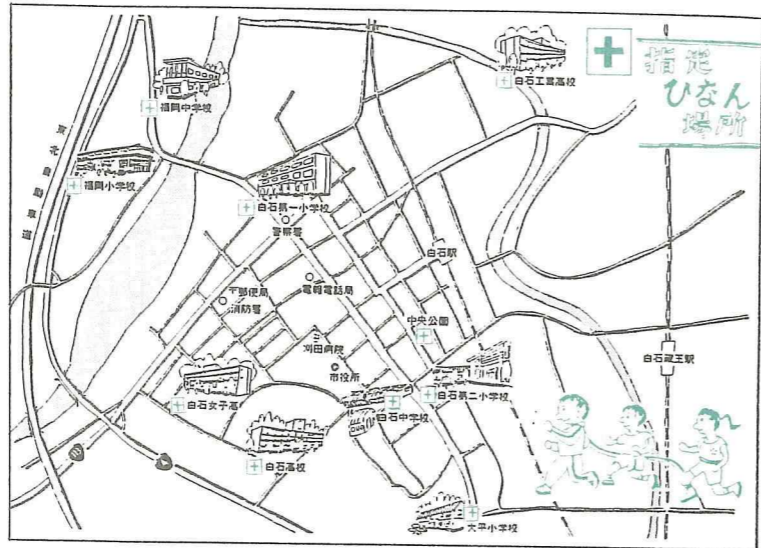 指定
ひなん
場所
白石工業高校
福岡中学校
東北自動車道
福岡小学校
白石第一小学校
警察署
白石駅
〒郵便局
消防署
電報電話局
中央公園
刈田病院
市役所
白石蔵王駅
白石女子高
白石中学校
白石第二小学校
白石高校
大平小学校